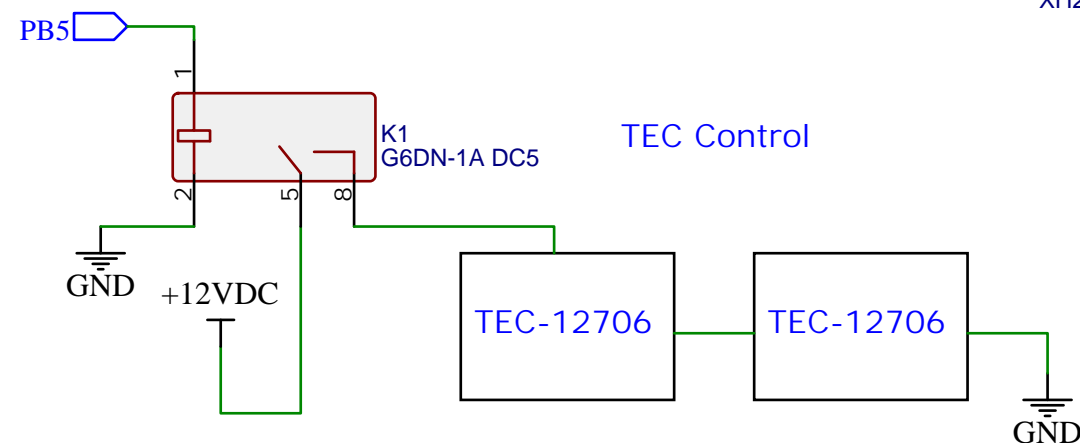 PB5
1
K1
G6DN-1A DC5
TEC Control
2
5
8
GND
+12VDC
TEC-12706
TEC-12706
GND